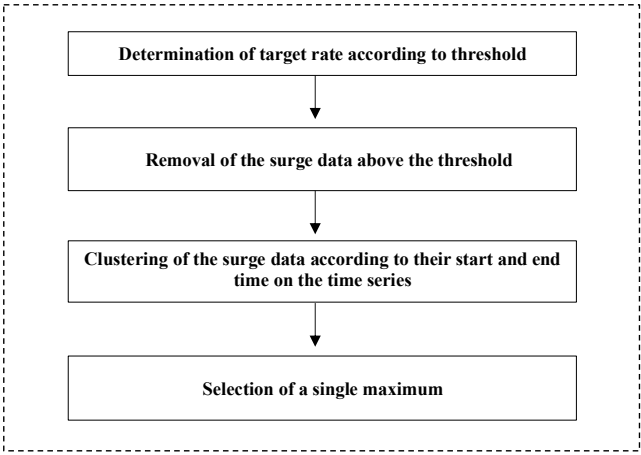 Determination of target rate according to threshold
Removal of the surge data above the threshold
Clustering of the surge data according to their start and end
time on the time series
Selection of a single maximum